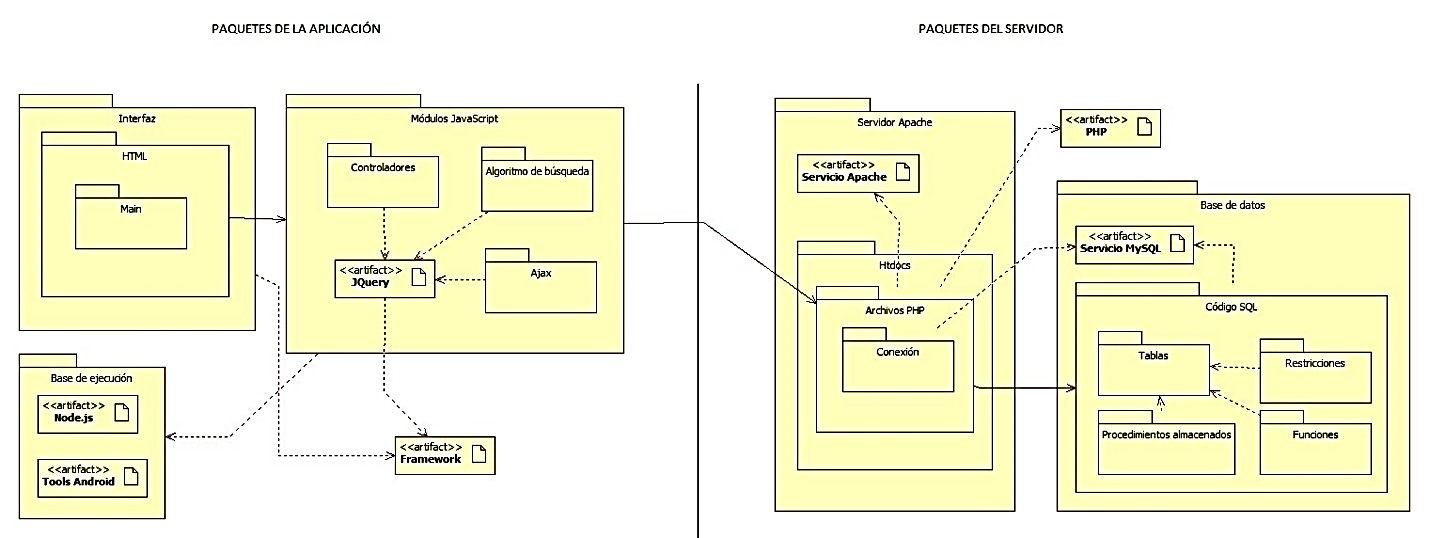 PAQUETES DE LA APLICACIÓN
Interfaz
HTML
Main
Módulos JavaScript
Controladores
Algoritmo de búsqueda
<<artifact>>
JQuery
Ajax
Base de ejecución
<<artifact>>
Node.js
<<artifact>>
Tools Android
<<artifact>>
Framework
PAQUETES DEL SERVIDOR
Servidor Apache
<<artifact>>
Servicio Apache
Htdocs
Archivos PHP
Conexión
<<artifact>>
PHP
Base de datos
<<artifact>>
Servicio MySQL
Código SQL
Tablas
Restricciones
Procedimientos almacenados
Funciones